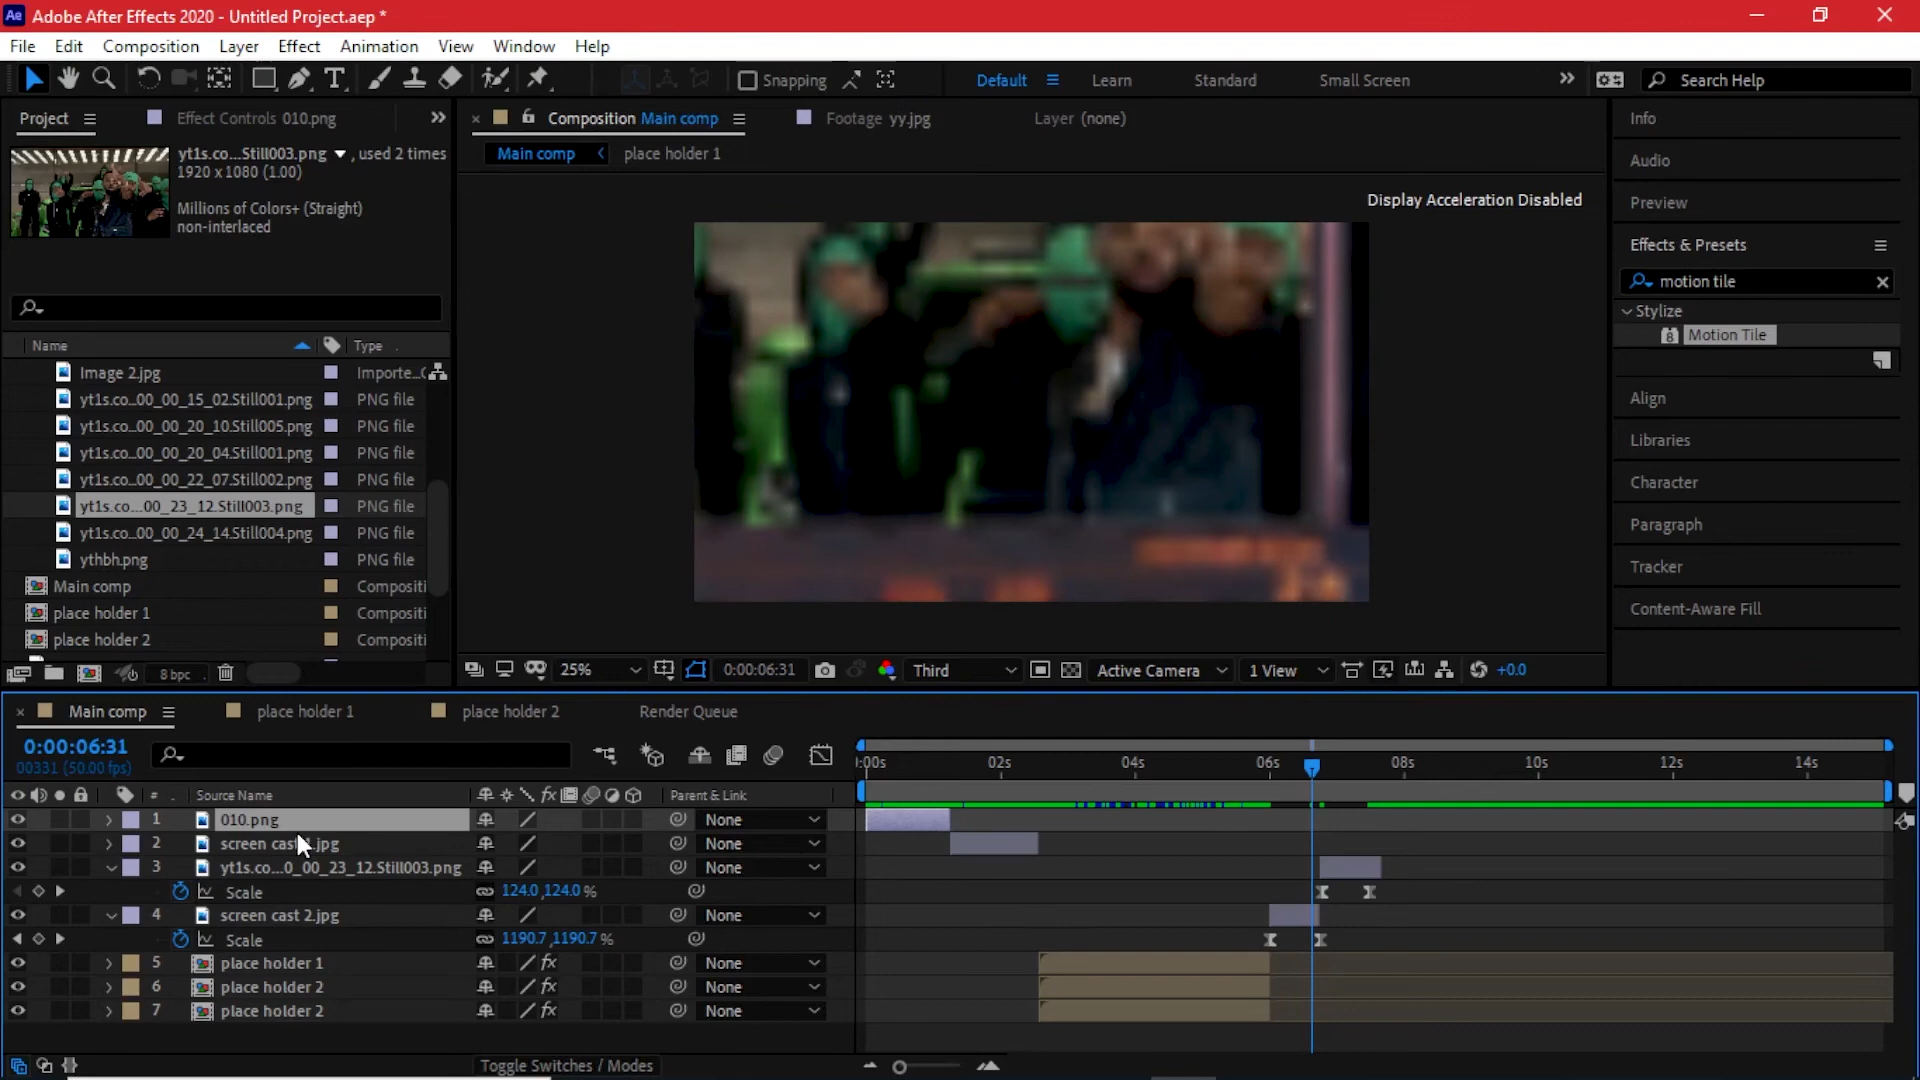 Ae Adobe After Effects 2020 - Untitled Project.aep *
File Edit Composition Layer Effect Animation View Window Help
Snapping Default Learn Standard Small Screen Search Help
Project Effect Controls 010.png
yt1s.co...Still003.png , used 2 times
1920 x 1080 (1.00)
Millions of Colors+ (Straight)
non-interlaced
Name Type
Image 2.jpg Importe...
yt1s.co...00_00_15_02.Still001.png PNG file
yt1s.co...00_00_20_10.Still005.png PNG file
yt1s.co...00_00_20_04.Still001.png PNG file
yt1s.co...00_00_22_07.Still002.png PNG file
yt1s.co...00_23_12.Still003.png PNG file
yt1s.co...00_00_24_14.Still004.png PNG file
ythbh.png PNG file
Main comp Compositi
place holder 1 Compositi
place holder 2 Compositi
8 bpc
Composition Main comp Footage yy.jpg Layer (none)
Main comp place holder 1
Display Acceleration Disabled
25% 0:00:06:31 Third Active Camera 1 View +0.0
Info
Audio
Preview
Effects & Presets
motion tile
Stylize
8 Motion Tile
Align
Libraries
Character
Paragraph
Tracker
Content-Aware Fill
Main comp place holder 1 place holder 2 Render Queue
0:00:06:31
00331 (50.00 fps)
# Source Name fx Parent & Link
:00s 02s 04s 06s 08s 10s 12s 14s
1 010.png None
2 screen cast .jpg None
3 yt1s.co...0_00_23_12.Still003.png None
Scale 124.0,124.0 %
4 screen cast 2.jpg None
Scale 1190.7,1190.7 %
5 place holder 1 fx None
6 place holder 2 fx None
7 place holder 2 fx None
Toggle Switches / Modes